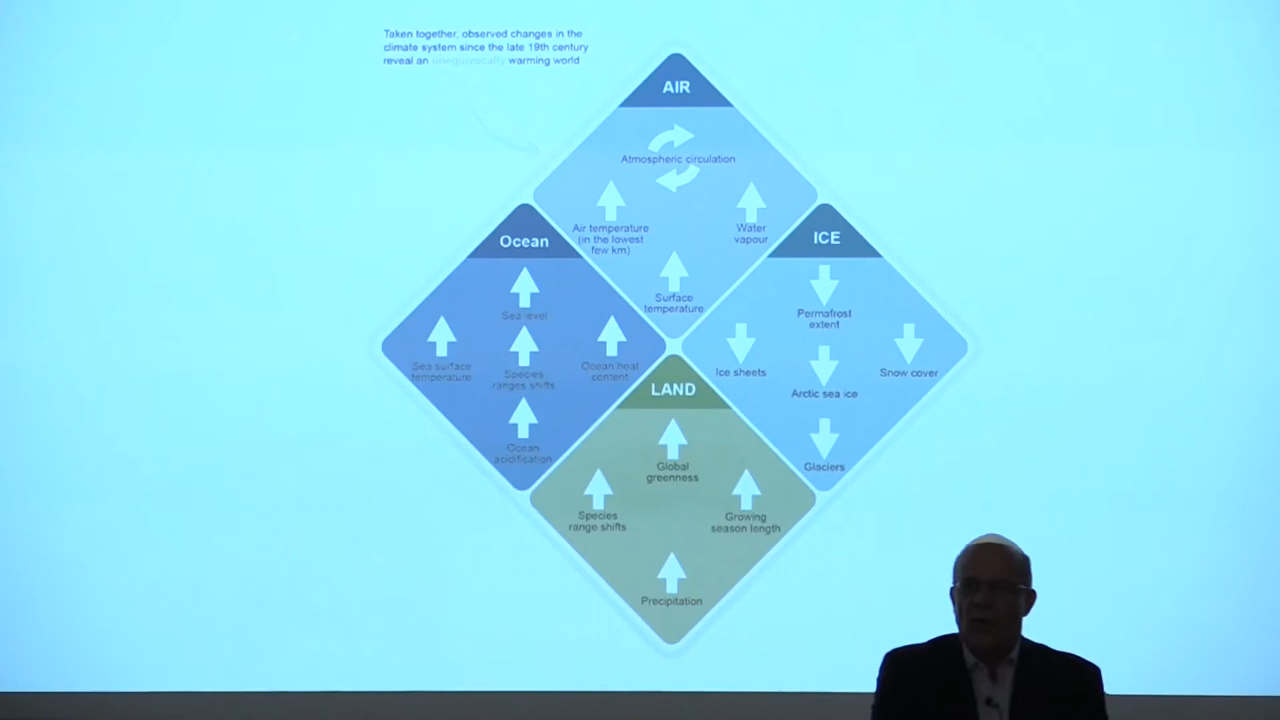 Taken together, observed changes in the
climate system since the late 19th century
reveal an unequivocally warming world
AIR
Atmospheric circulation
Air temperature
(in the lowest
few km)
Water
vapour
Surface
temperature
Ocean
Sea level
Sea surface
temperature
Species
ranges shifts
Ocean heat
content
Ocean
acidification
ICE
Permafrost
extent
Ice sheets
Arctic sea ice
Snow cover
Glaciers
LAND
Global
greenness
Species
range shifts
Growing
season length
Precipitation